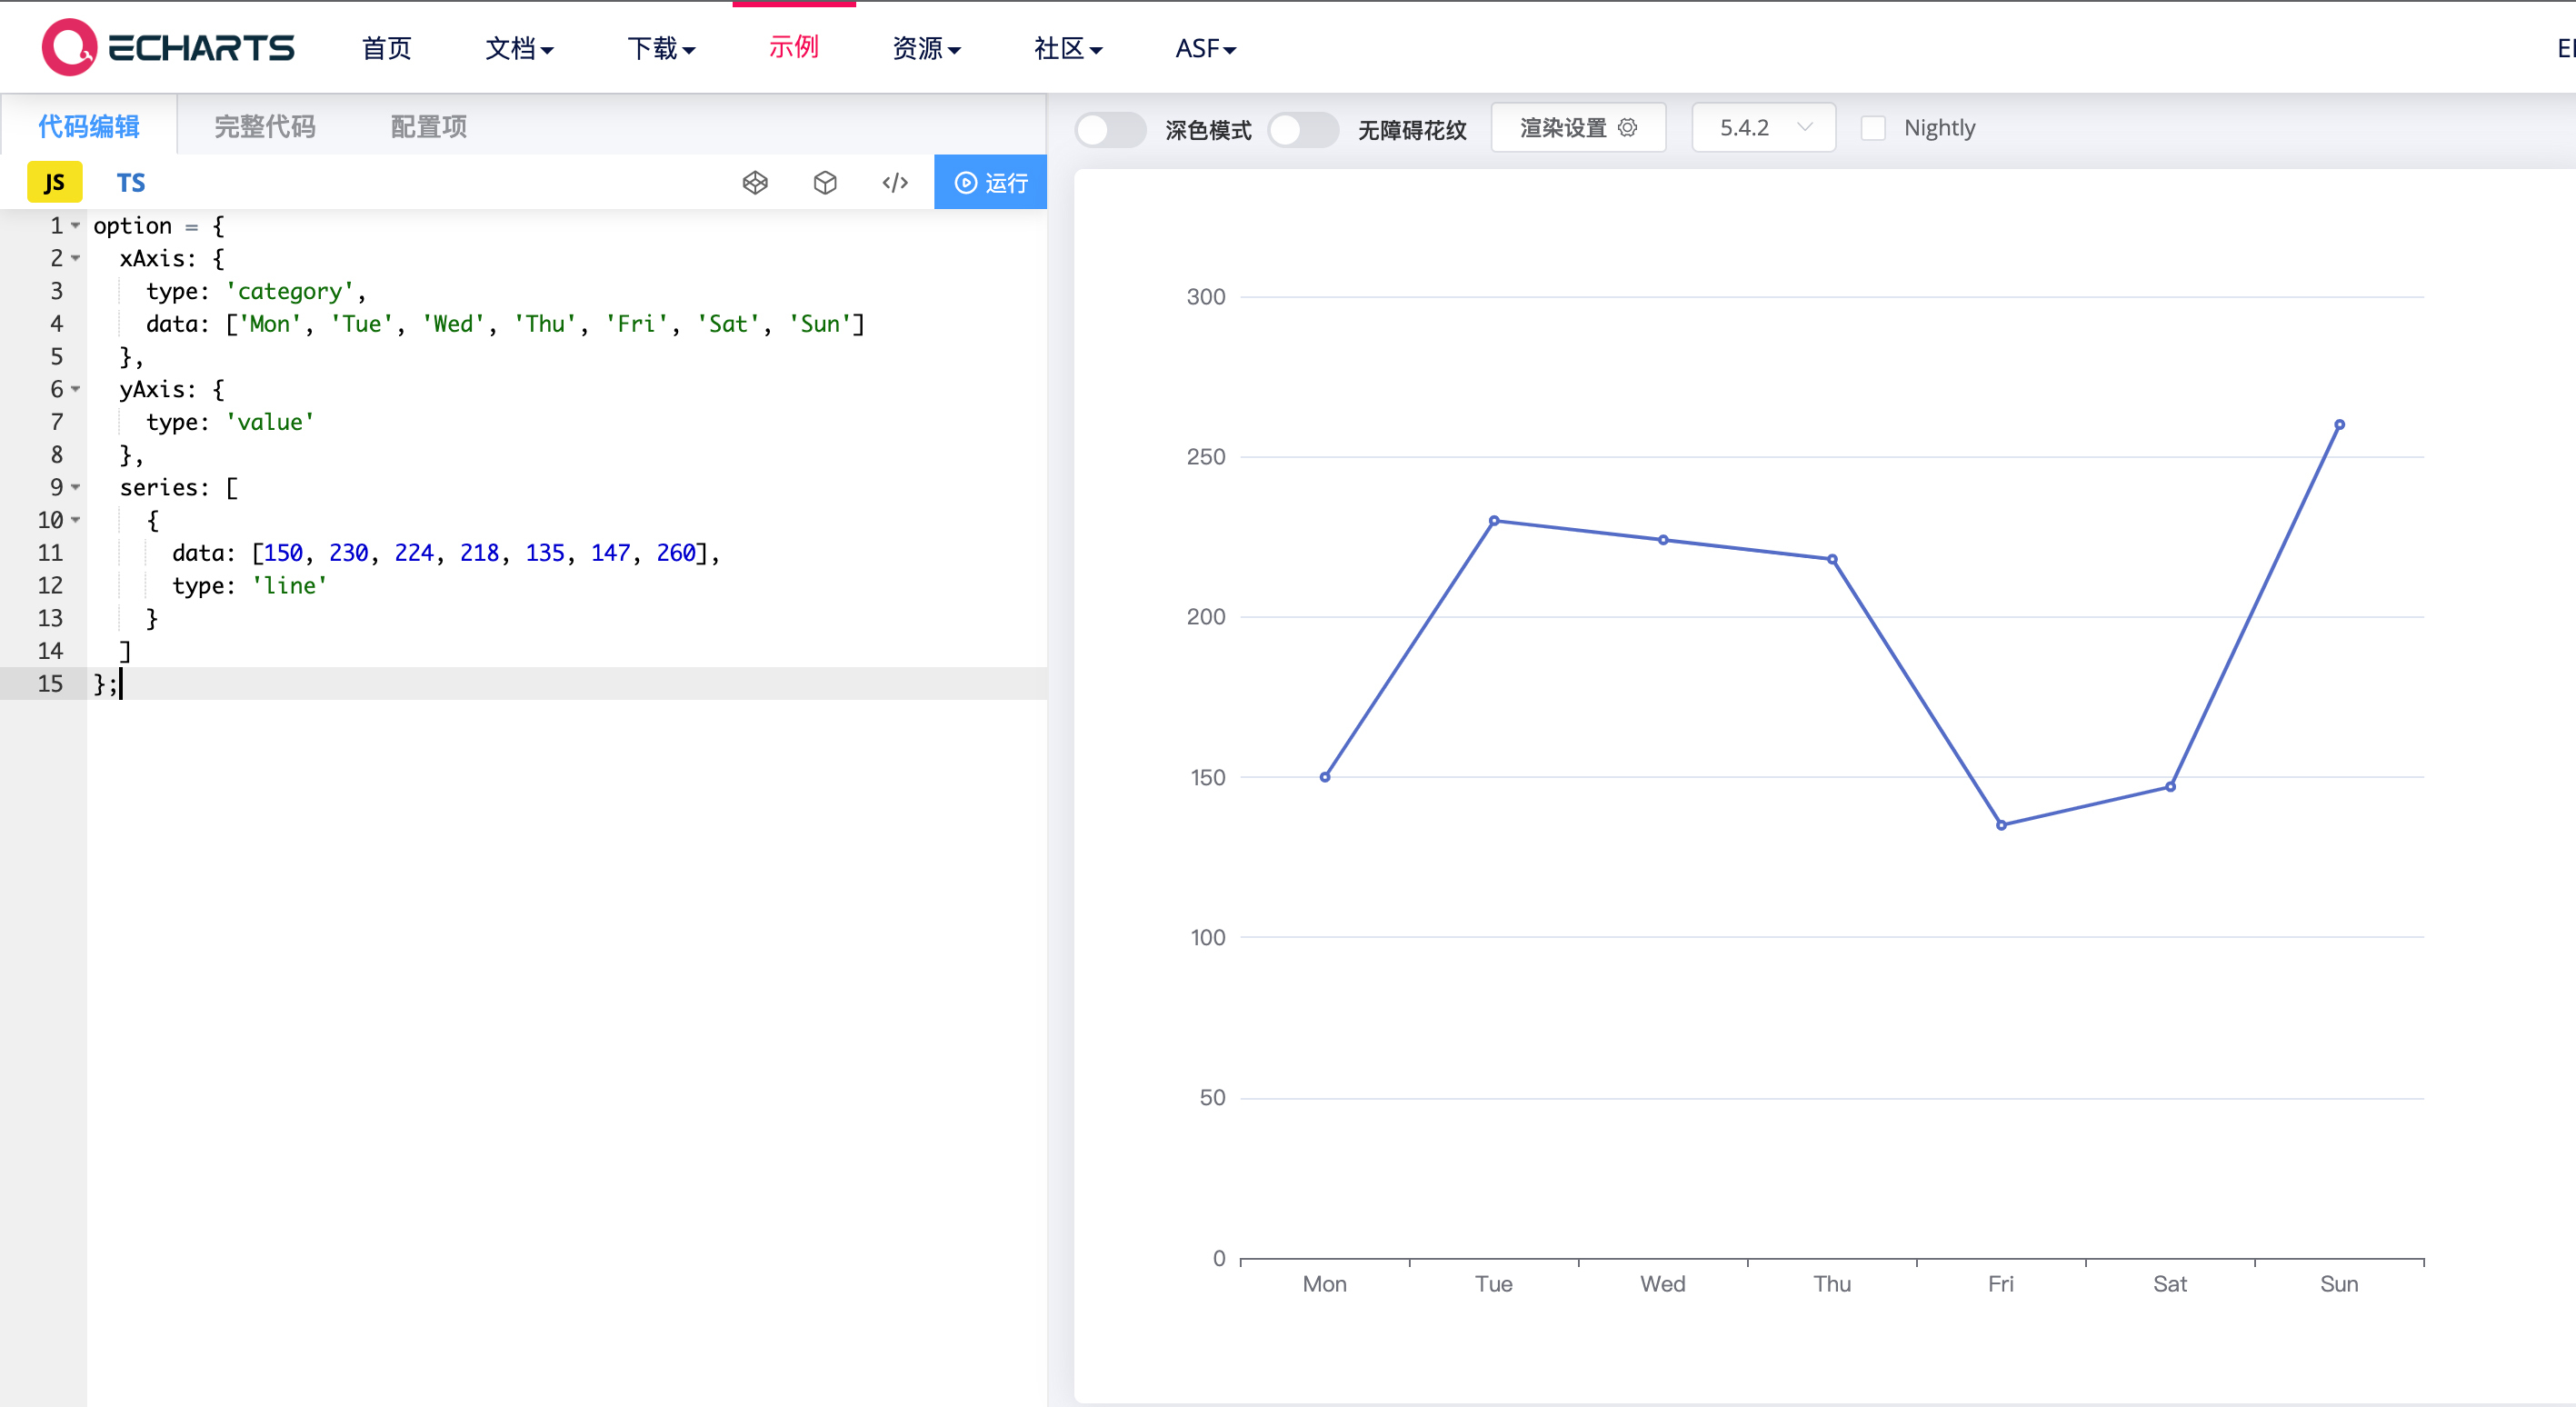 ECHARTS 首页 文档 下载 示例 资源 社区 ASF
代码编辑 完整代码 配置项
JS TS </> 运行
1 option = {
2 xAxis: {
3 type: 'category',
4 data: ['Mon', 'Tue', 'Wed', 'Thu', 'Fri', 'Sat', 'Sun']
5 },
6 yAxis: {
7 type: 'value'
8 },
9 series: [
10 {
11 data: [150, 230, 224, 218, 135, 147, 260],
12 type: 'line'
13 }
14 ]
15 };
深色模式 无障碍花纹 渲染设置 5.4.2 Nightly
300
250
200
150
100
50
0
Mon Tue Wed Thu Fri Sat Sun